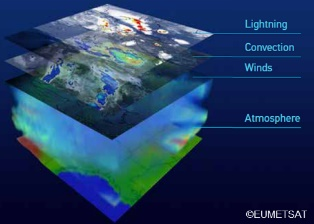 Lightning
Convection
Winds
Atmosphere
©EUMETSAT